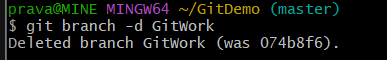 prava@MINE MINGW64 ~/GitDemo (master)
$ git branch -d GitWork
Deleted branch GitWork (was 074b8f6).